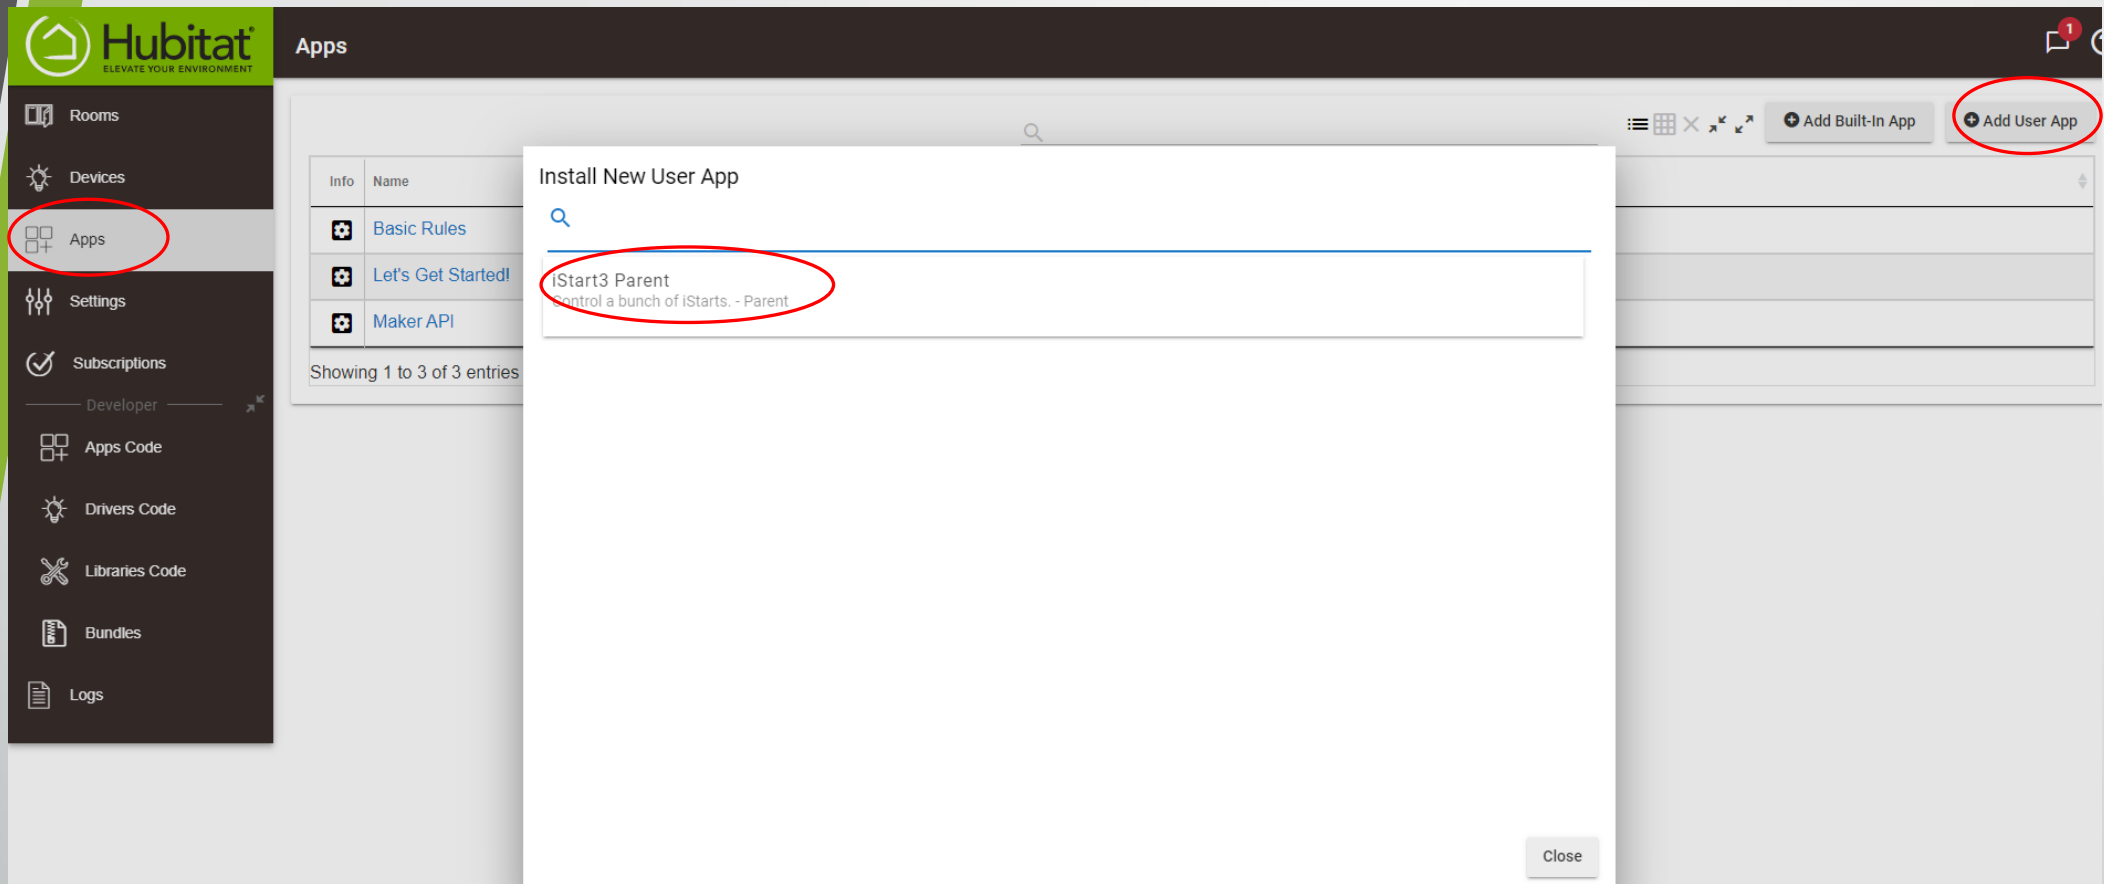 Hubitat®
ELEVATE YOUR ENVIRONMENT
Apps
1
Rooms
Devices
Apps
Settings
Subscriptions
Developer
Apps Code
Drivers Code
Libraries Code
Bundles
Logs
Add Built-In App
Add User App
Info Name
Basic Rules
Let's Get Started!
Maker API
Showing 1 to 3 of 3 entries
Install New User App
iStart3 Parent
Control a bunch of iStarts. - Parent
Close